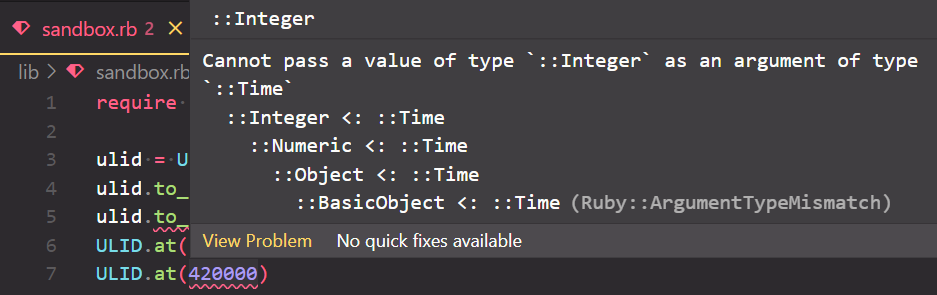 sandbox.rb 2 ×
lib > sandbox.rb
1 require
2
3 ulid = U
4 ulid.to_
5 ulid.to_
6 ULID.at(
7 ULID.at(420000)
::Integer
Cannot pass a value of type `::Integer` as an argument of type
`::Time`
::Integer <: ::Time
::Numeric <: ::Time
::Object <: ::Time
::BasicObject <: ::Time (Ruby::ArgumentTypeMismatch)
View Problem No quick fixes available